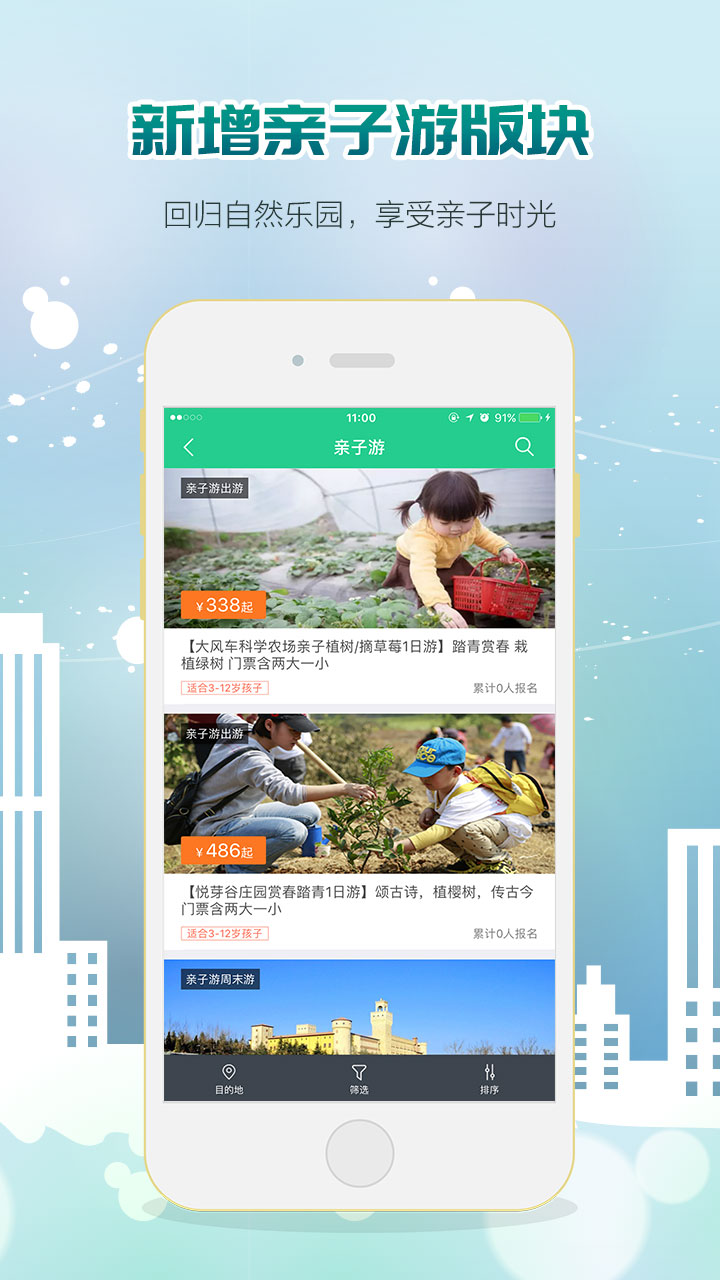 新增亲子游版块
回归自然乐园，享受亲子时光
11:00
91%
亲子游
亲子游出游
¥338起
【大风车科学农场亲子植树/摘草莓1日游】踏青赏春 栽
植绿树 门票含两大一小
适合3-12岁孩子
累计0人报名
亲子游出游
¥486起
【悦芽谷庄园赏春踏青1日游】颂古诗，植樱树，传古今
门票含两大一小
适合3-12岁孩子
累计0人报名
亲子游周末游
目的地
筛选
排序